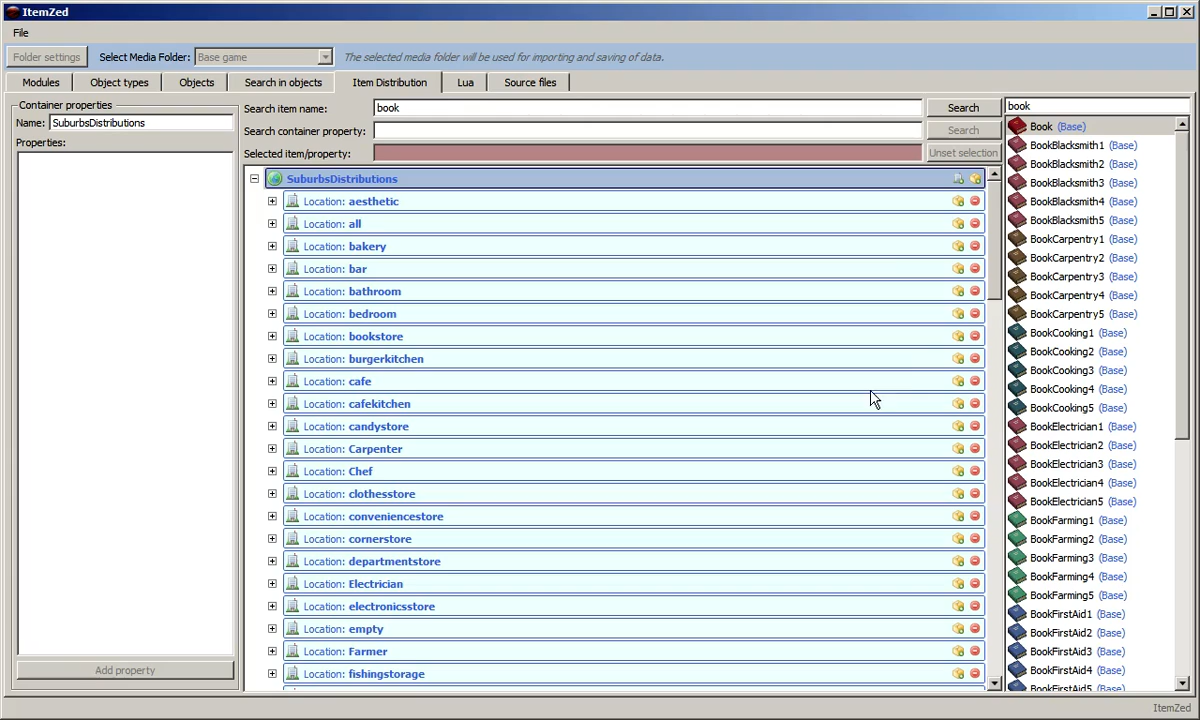 ItemZed
File
Folder settings Select Media Folder: Base game The selected media folder will be used for importing and saving of data.
Modules Object types Objects Search in objects Item Distribution Lua Source files
Container properties
Name: SuburbsDistributions
Properties:
Add property
Search item name: book Search
Search container property: Search
Selected item/property: Unset selection
SuburbsDistributions
Location: aesthetic
Location: all
Location: bakery
Location: bar
Location: bathroom
Location: bedroom
Location: bookstore
Location: burgerkitchen
Location: cafe
Location: cafekitchen
Location: candystore
Location: Carpenter
Location: Chef
Location: clothesstore
Location: conveniencestore
Location: cornerstore
Location: departmentstore
Location: Electrician
Location: electronicsstore
Location: empty
Location: Farmer
Location: fishingstorage
book
Book (Base)
BookBlacksmith1 (Base)
BookBlacksmith2 (Base)
BookBlacksmith3 (Base)
BookBlacksmith4 (Base)
BookBlacksmith5 (Base)
BookCarpentry1 (Base)
BookCarpentry2 (Base)
BookCarpentry3 (Base)
BookCarpentry4 (Base)
BookCarpentry5 (Base)
BookCooking1 (Base)
BookCooking2 (Base)
BookCooking3 (Base)
BookCooking4 (Base)
BookCooking5 (Base)
BookElectrician1 (Base)
BookElectrician2 (Base)
BookElectrician3 (Base)
BookElectrician4 (Base)
BookElectrician5 (Base)
BookFarming1 (Base)
BookFarming2 (Base)
BookFarming3 (Base)
BookFarming4 (Base)
BookFarming5 (Base)
BookFirstAid1 (Base)
BookFirstAid2 (Base)
BookFirstAid3 (Base)
BookFirstAid4 (Base)
BookFirstAid5 (Base)
ItemZed